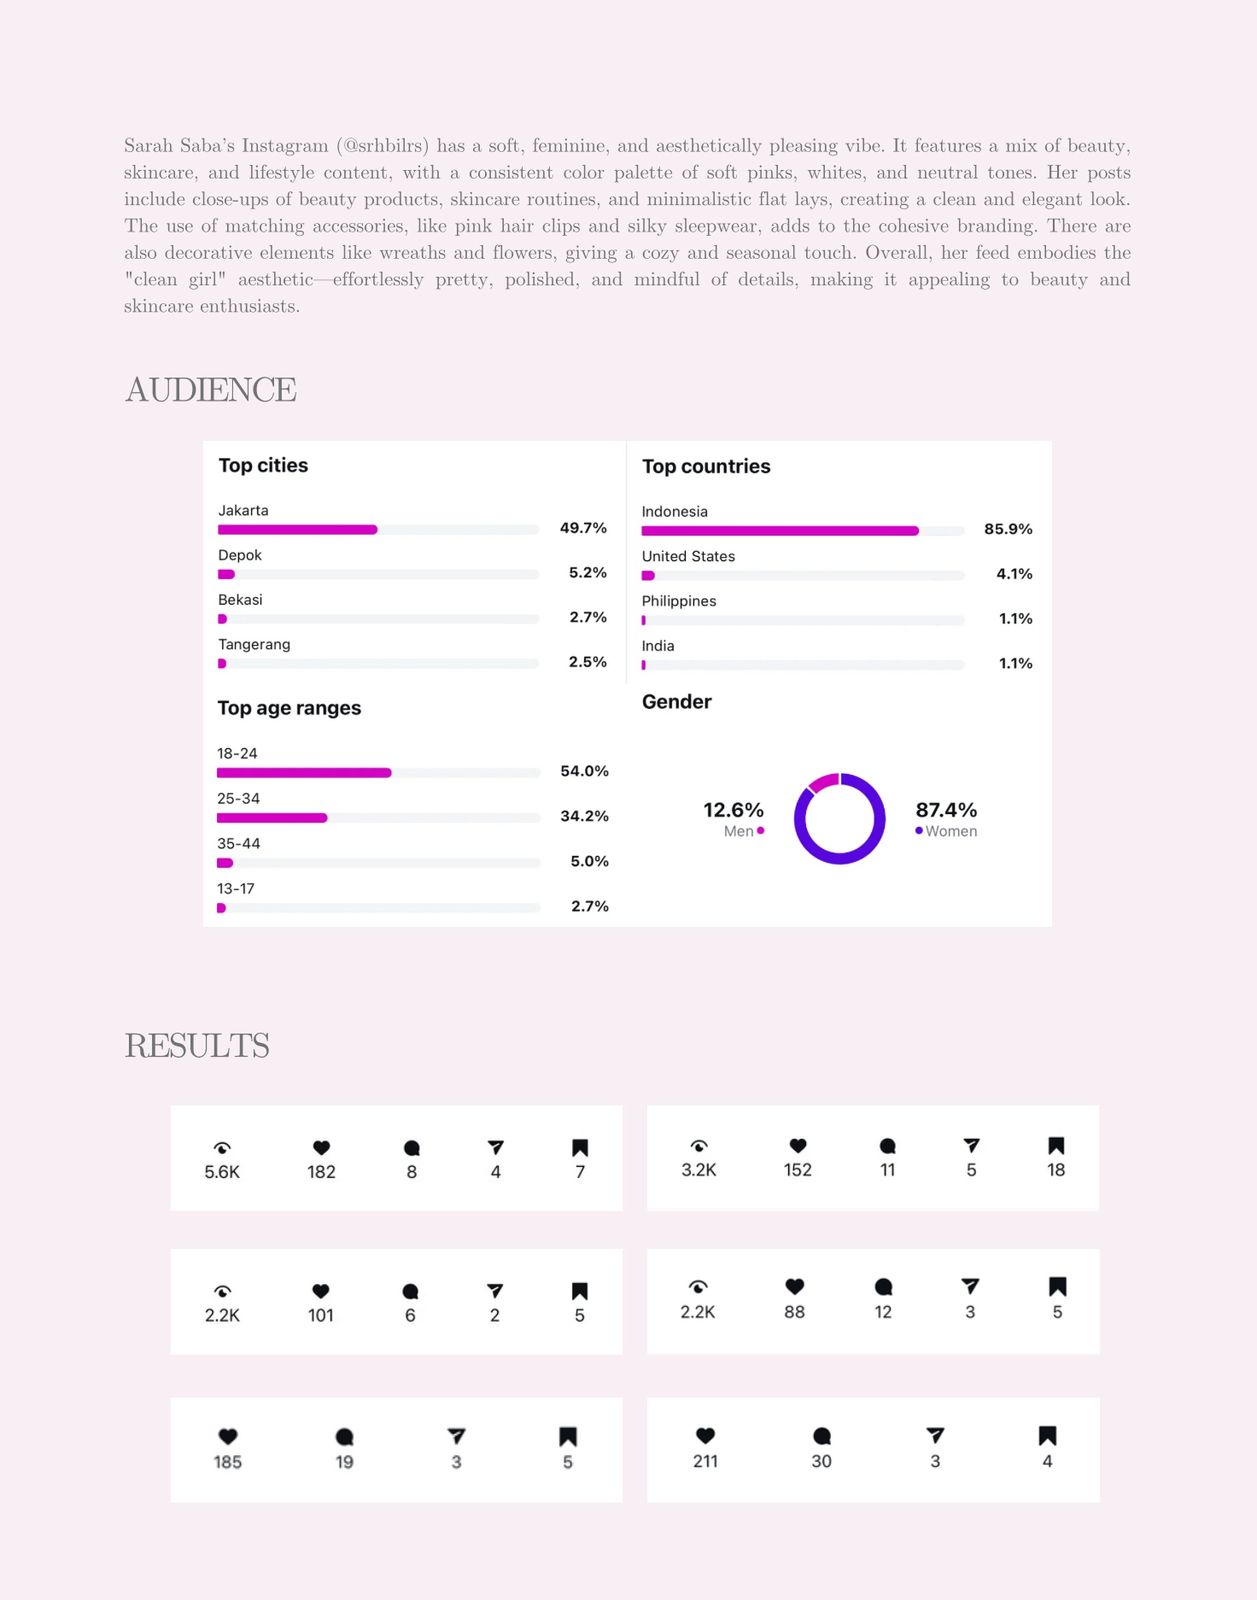 Sarah Saba's Instagram (@srhbilrs) has a soft, feminine, and aesthetically pleasing vibe. It features a mix of beauty,
skincare, and lifestyle content, with a consistent color palette of soft pinks, whites, and neutral tones. Her posts
include close-ups of beauty products, skincare routines, and minimalistic flat lays, creating a clean and elegant look.
The use of matching accessories, like pink hair clips and silky sleepwear, adds to the cohesive branding. There are
also decorative elements like wreaths and flowers, giving a cozy and seasonal touch. Overall, her feed embodies the
"clean girl" aesthetic—effortlessly pretty, polished, and mindful of details, making it appealing to beauty and
skincare enthusiasts.
AUDIENCE
Top cities
Jakarta
49.7%
Depok
5.2%
Bekasi
2.7%
Tangerang
2.5%
Top countries
Indonesia
85.9%
United States
4.1%
Philippines
1.1%
India
1.1%
Top age ranges
18-24
54.0%
25-34
34.2%
35-44
5.0%
13-17
2.7%
Gender
12.6%
Men
87.4%
Women
RESULTS
5.6K 182 8 4 7
3.2K 152 11 5 18
2.2K 101 6 2 5
2.2K 88 12 3 5
185 19 3 5
211 30 3 4